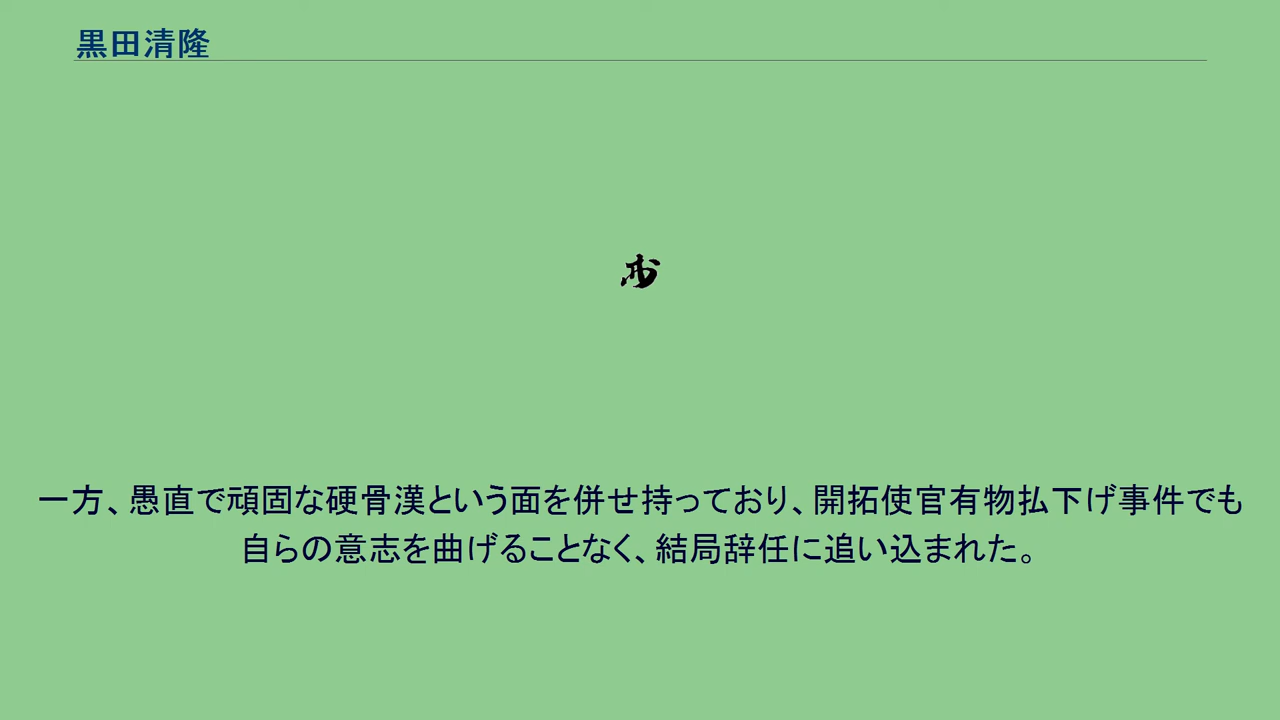 黒田清隆
一方、愚直で頑固な硬骨漢という面を併せ持っており、開拓使官有物払下げ事件でも
自らの意志を曲げることなく、結局辞任に追い込まれた。